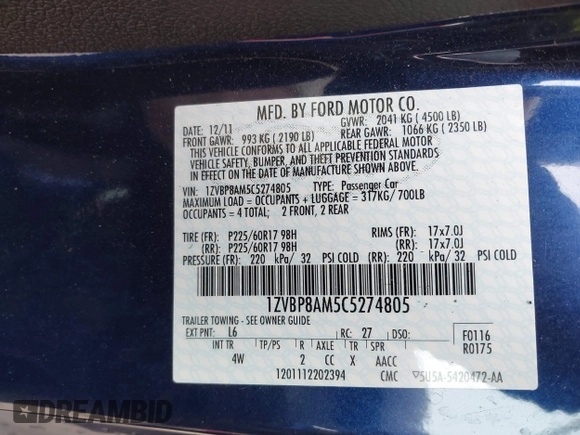 MFD. BY FORD MOTOR CO.
DATE: 12/11 GVWR: 2041 KG ( 4500 LB)
FRONT GAWR: 993 KG ( 2190 LB) REAR GAWR: 1066 KG ( 2350 LB)
THIS VEHICLE CONFORMS TO ALL APPLICABLE FEDERAL MOTOR
VEHICLE SAFETY, BUMPER, AND THEFT PREVENTION STANDARDS
IN EFFECT ON THE DATE OF MANUFACTURE SHOWN ABOVE.
VIN: 1ZVBP8AM5C5274805 TYPE: Passenger Car
MAXIMUM LOAD = OCCUPANTS + LUGGAGE = 317KG/ 700LB
OCCUPANTS = 4 TOTAL; 2 FRONT, 2 REAR
TIRE (FR): P225/60R17 98H RIMS (FR): 17x7.0J
(RR): P225/60R17 98H (RR): 17x7.0J
PRESSURE (FR): 220 kPa/ 32 PSI COLD (RR): 220 kPa/ 32 PSI COLD
1ZVBP8AM5C5274805
TRAILER TOWING - SEE OWNER GUIDE
EXT PNT: L6 RC: 27 DSO: F0116
INT TR TP/PS R AXLE TR SPR R0175
4W 2 CC X AACC
1201112202394 CMC ▽5U5A-5420472-AA
DREAMBID